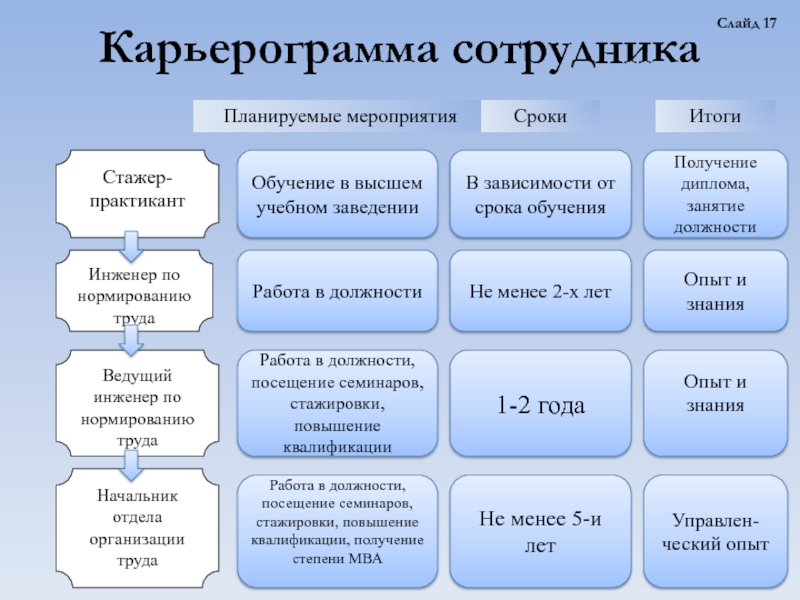 Слайд 17
Карьерограмма сотрудника
Планируемые мероприятия
Сроки
Итоги
Стажер-
практикант
Обучение в высшем
учебном заведении
В зависимости от
срока обучения
Получение
диплома,
занятие
должности
Инженер по
нормированию
труда
Работа в должности
Не менее 2-х лет
Опыт и
знания
Ведущий
инженер по
нормированию
труда
Работа в должности,
посещение семинаров,
стажировки,
повышение
квалификации
1-2 года
Опыт и
знания
Начальник
отдела
организации
труда
Работа в должности,
посещение семинаров,
стажировки, повышение
квалификации, получение
степени МВА
Не менее 5-и
лет
Управлен-
ческий опыт